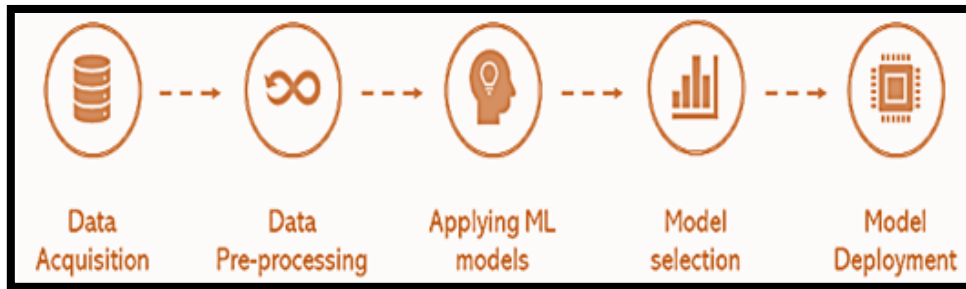 Data
Acquisition
Data
Pre-processing
Applying ML
models
Model
selection
Model
Deployment